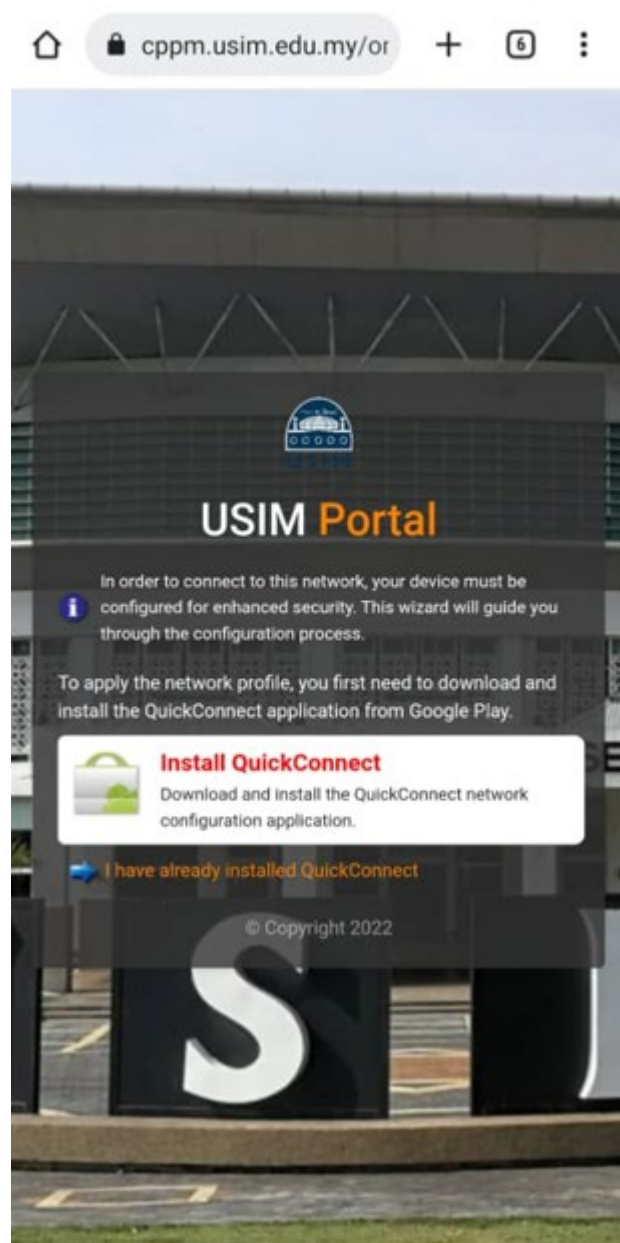 cppm.usim.edu.my/or
6
USIM Portal
In order to connect to this network, your device must be
configured for enhanced security. This wizard will guide you
through the configuration process.
To apply the network profile, you first need to download and
install the QuickConnect application from Google Play.
Install QuickConnect
Download and install the QuickConnect network
configuration application.
I have already installed QuickConnect
© Copyright 2022
S